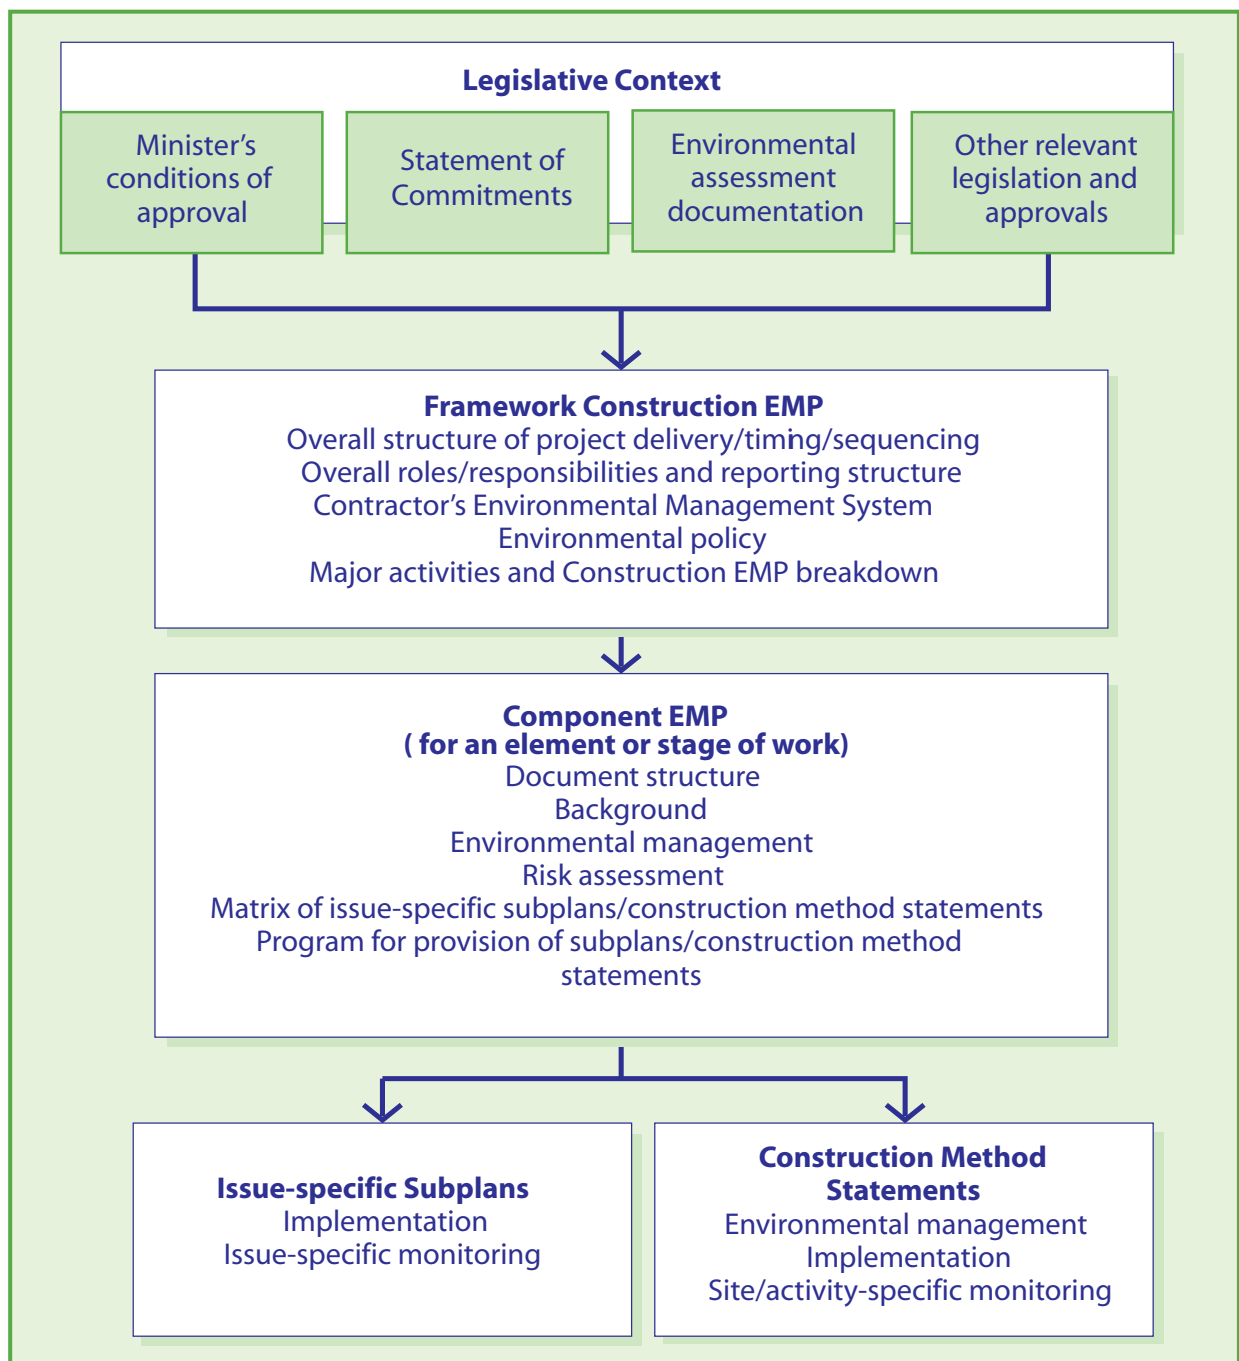 Legislative Context
Minister’s
conditions of
approval
Statement of
Commitments
Environmental
assessment
documentation
Other relevant
legislation and
approvals
Framework Construction EMP
Overall structure of project delivery/timing/sequencing
Overall roles/responsibilities and reporting structure
Contractor’s Environmental Management System
Environmental policy
Major activities and Construction EMP breakdown
Component EMP
( for an element or stage of work)
Document structure
Background
Environmental management
Risk assessment
Matrix of issue-specific subplans/construction method statements
Program for provision of subplans/construction method
statements
Issue-specific Subplans
Implementation
Issue-specific monitoring
Construction Method
Statements
Environmental management
Implementation
Site/activity-specific monitoring